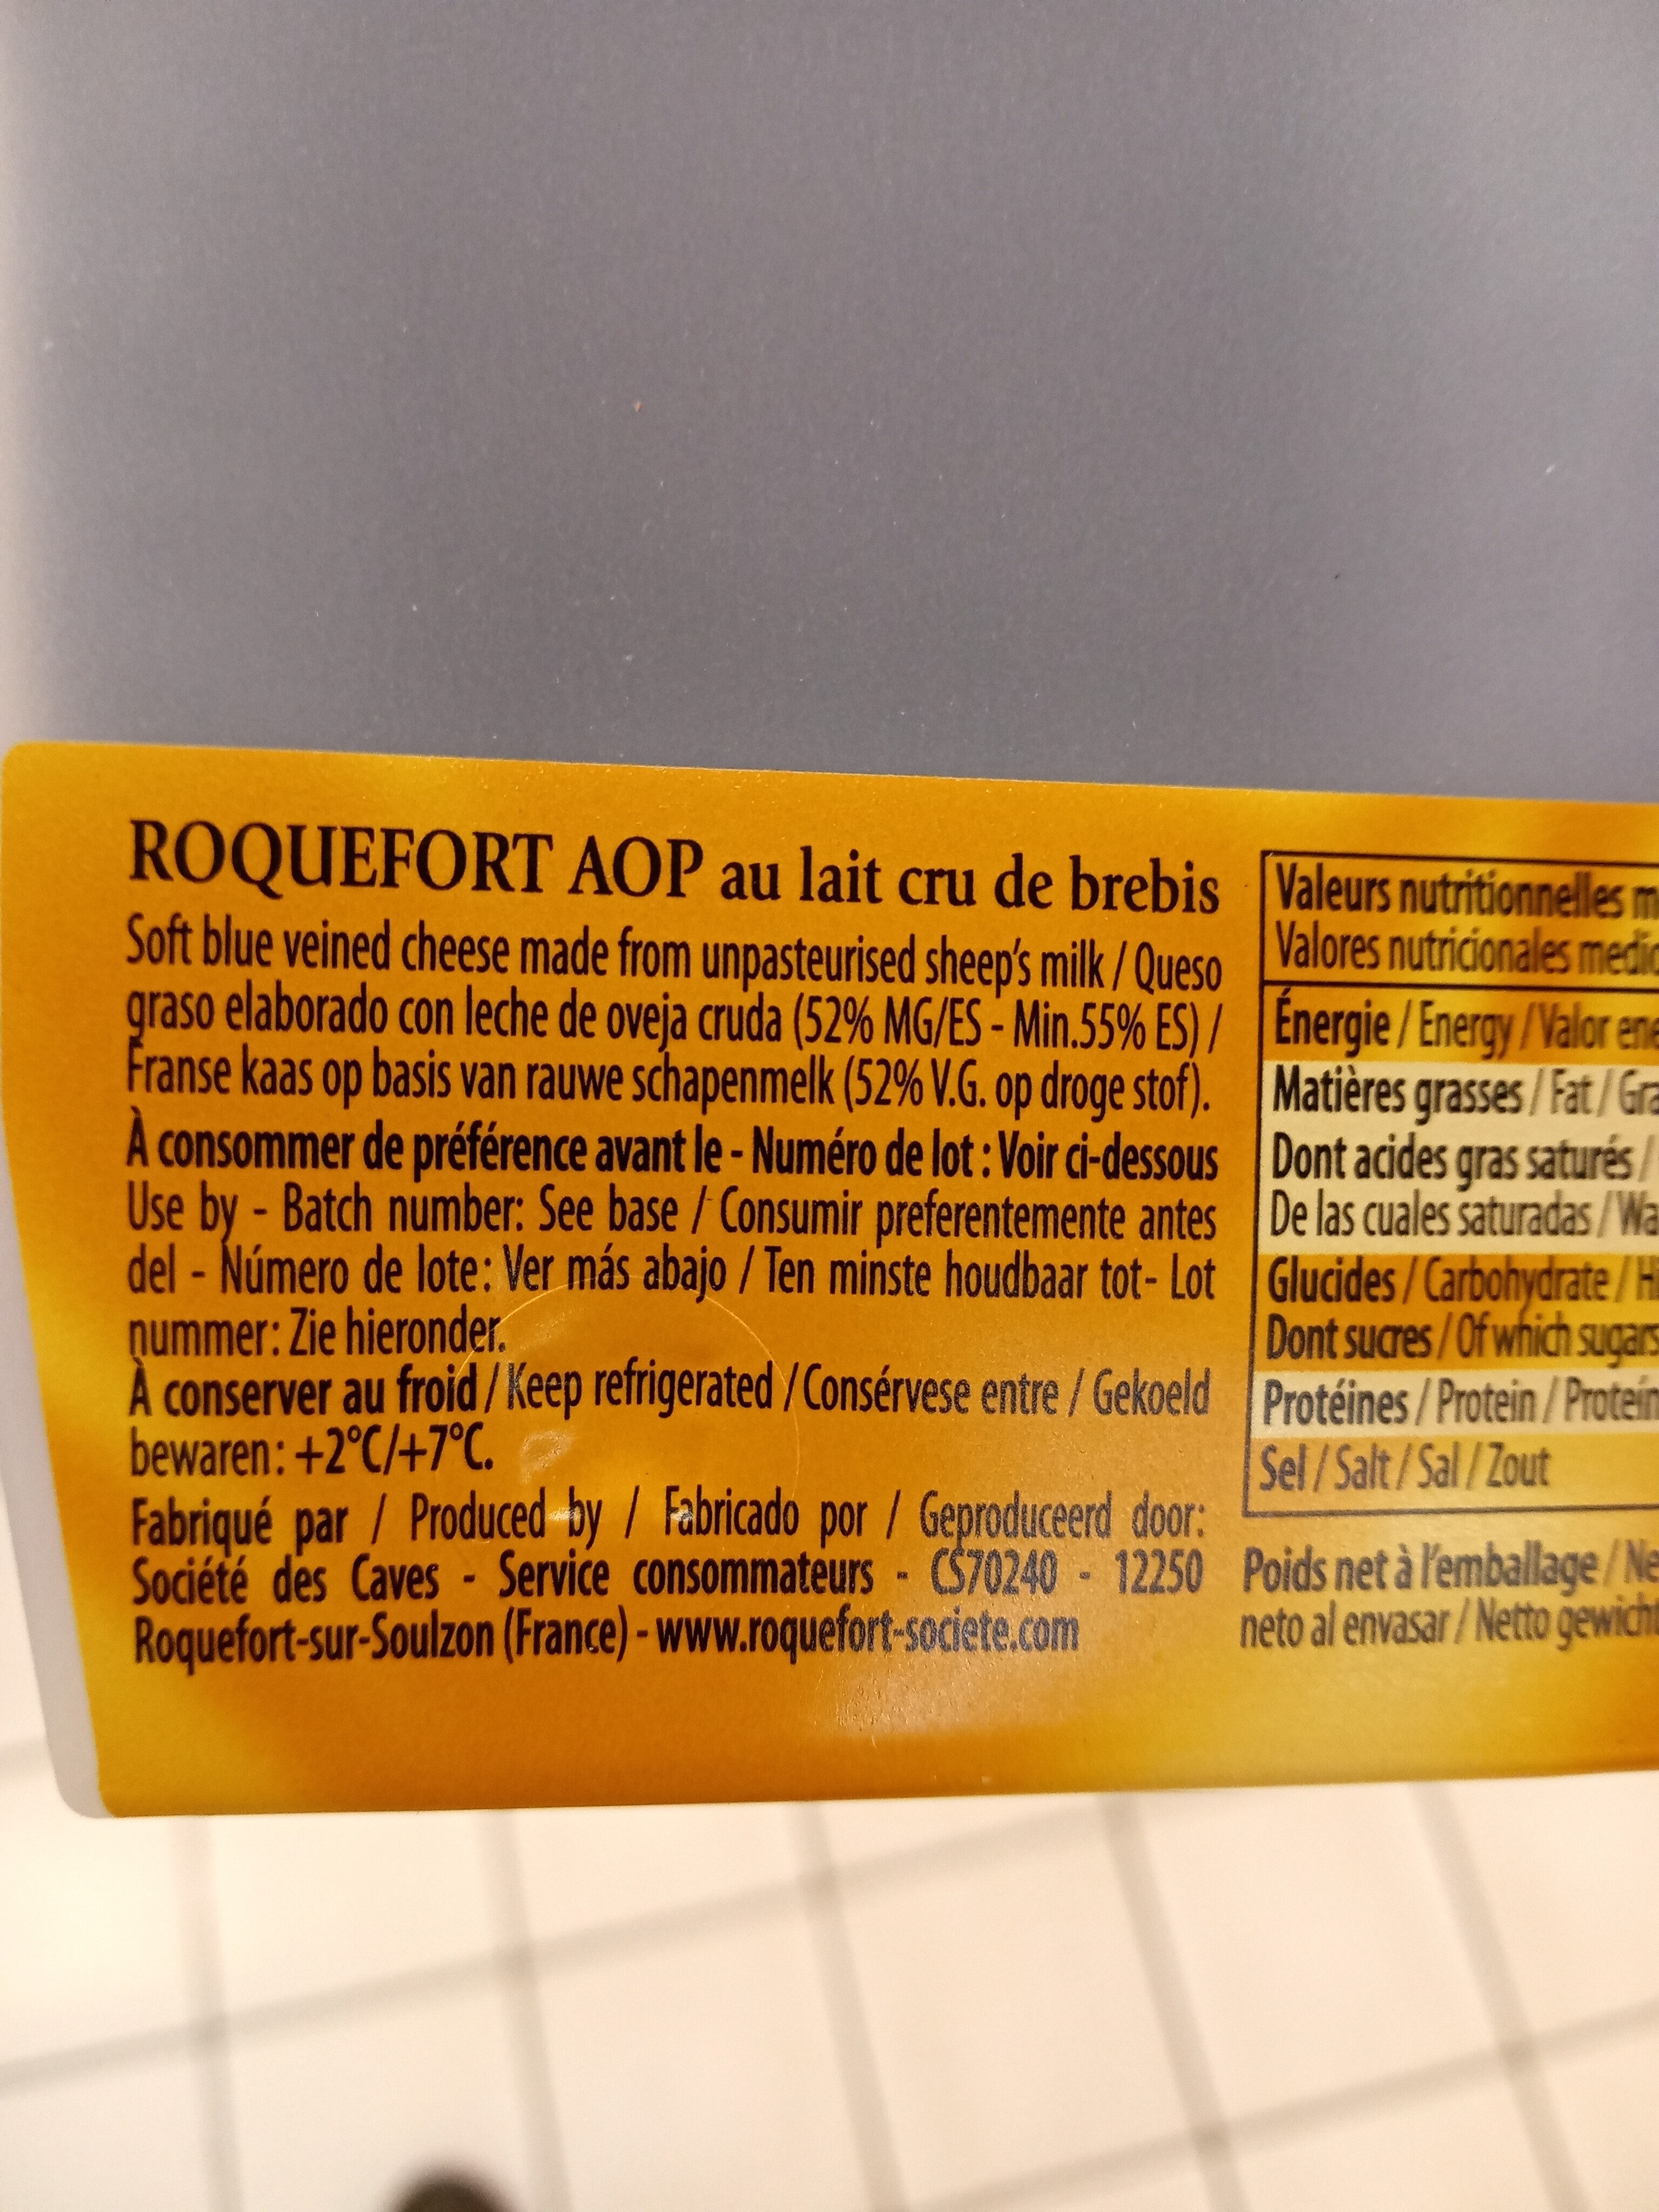 ROQUEFORT AOP au lait cru de brebis
Soft blue veined cheese made from unpasteurised sheep's milk / Queso
graso elaborado con leche de oveja cruda (52% MG/ES - Min.55% ES) /
Franse kaas op basis van rauwe schapenmelk (52% V.G. op droge stof).
À consommer de préférence avant le - Numéro de lot : Voir ci-dessous
Use by - Batch number: See base / Consumir preferentemente antes
del - Número de lote: Ver más abajo / Ten minste houdbaar tot- Lot
nummer: Zie hieronder.
À conserver au froid / Keep refrigerated / Consérvese entre / Gekoeld
bewaren: +2°C/+7°C.
Fabriqué par / Produced by / Fabricado por / Geproduceerd door:
Société des Caves - Service consommateurs - CS70240 - 12250
Roquefort-sur-Soulzon (France) - www.roquefort-societe.com
Valeurs nutritionnelles
Valores nutricionales
Énergie / Energy / Valor
Matières grasses / Fat /
Dont acides gras saturés /
De las cuales saturadas /
Glucides / Carbohydrate /
Dont sucres / Of which sugars
Protéines / Protein /
Sel / Salt / Sal / Zout
Poids net à l'emballage /
neto al envasar / Netto gewicht